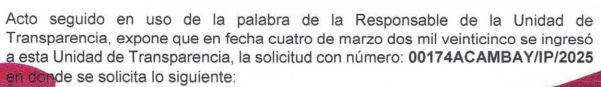 Acto seguido en uso de la palabra de la Responsable de la Unidad de
Transparencia, expone que en fecha cuatro de marzo dos mil veinticinco se ingresó
a esta Unidad de Transparencia, la solicitud con número: 00174ACAMBAY/IP/2025
en donde se solicita lo siguiente: